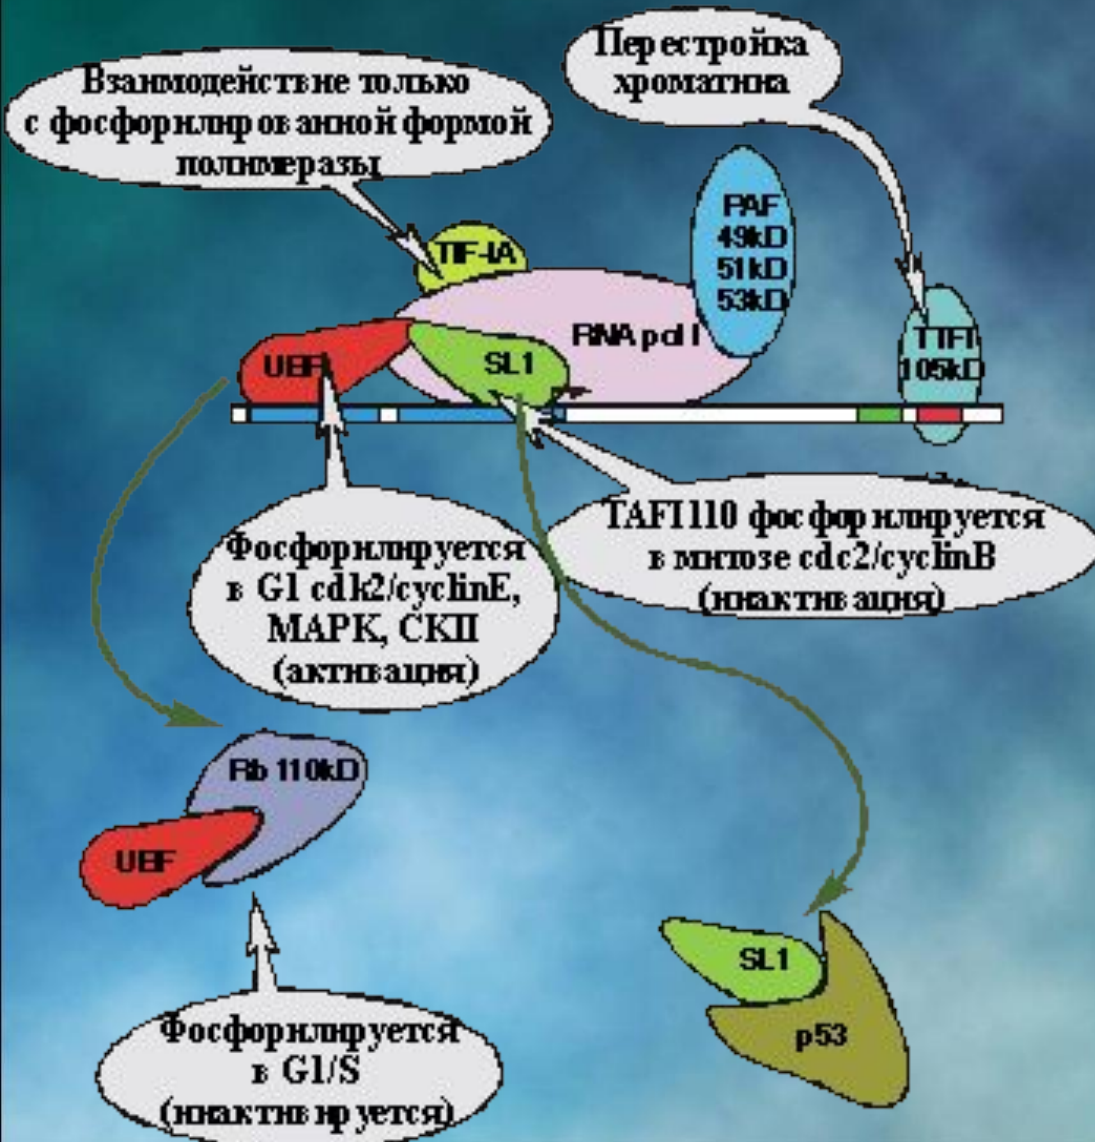 Взаимодействие только
с фосфорилированной формой
полимеразы
Перестройка
хроматина
PAF
49kD
51kD
53kD
TIF-IA
RNA pol I
UBF
SL1
TTFI
105kD
TAFI110 фосфорилируется
в митозе cdc2/cyclinB
(инактивация)
Фосфорилируется
в G1 cdk2/cyclinE,
МАРК, СКII
(активация)
Rb 110kD
UBF
SL1
p53
Фосфорилируется
в G1/S
(инактивируется)